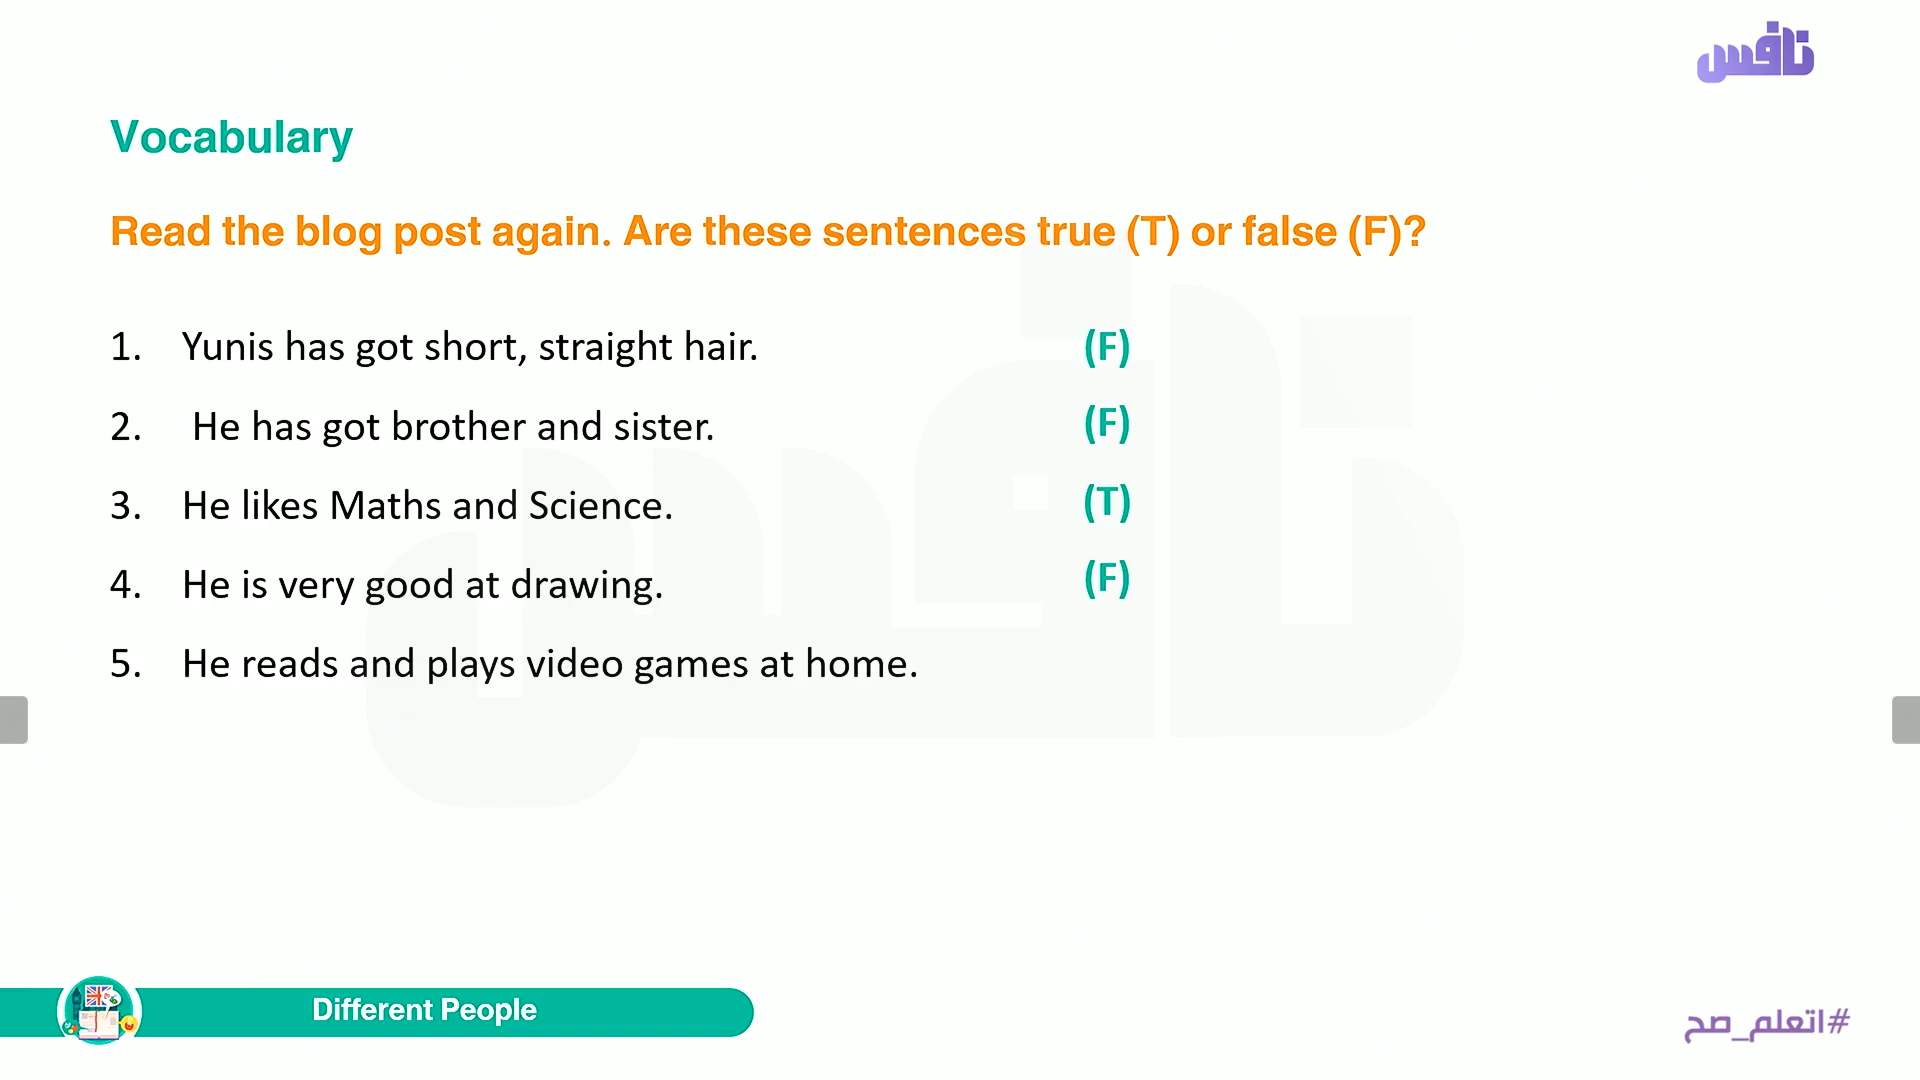 نافس
Vocabulary
Read the blog post again. Are these sentences true (T) or false (F)?
1. Yunis has got short, straight hair. (F)
2. He has got brother and sister. (F)
3. He likes Maths and Science. (T)
4. He is very good at drawing. (F)
5. He reads and plays video games at home.
Different People
#اتعلم_صح